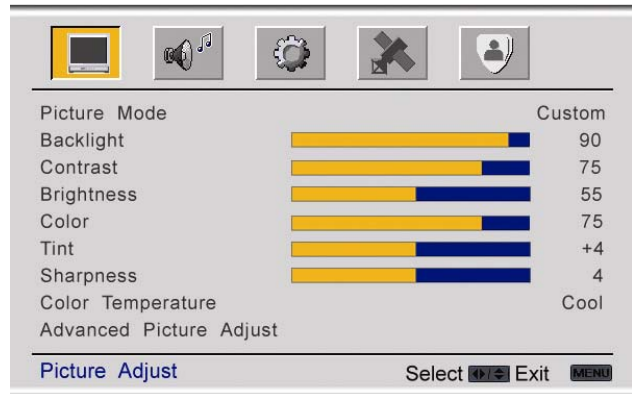 Picture Mode Custom
Backlight 90
Contrast 75
Brightness 55
Color 75
Tint +4
Sharpness 4
Color Temperature Cool
Advanced Picture Adjust
Picture Adjust Select Exit MENU